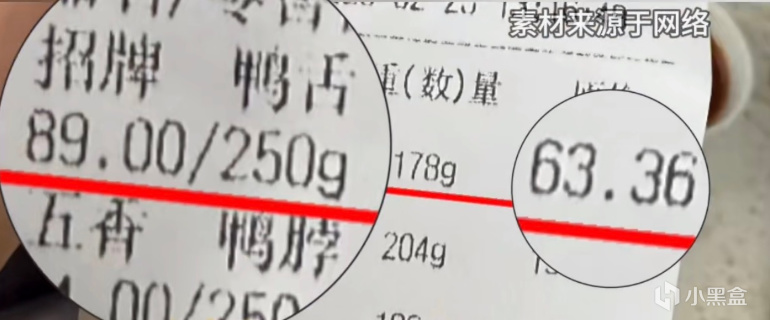 素材来源于网络
招牌 鸭舌
重(数)量
89.00/250g
178g
63.36
五香 鸭脖
204g
小黑盒